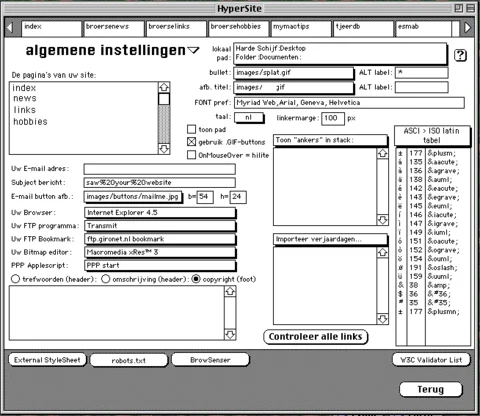 HyperSite
index broersenews broerselinks broersehobbies mymactips tjeerdb esmab
algemene instellingen
lokaal pad:
Harde Schijf:Desktop
Folder:Documenten:
?
bullet: images/splat.gif ALT label: *
afb. titel: images/ gif ALT label:
FONT pref: Myriad Web,Arial, Geneva, Helvetica
taal: nl linkermarge: 100 px
De pagina's van uw site:
index
news
links
hobbies
toon pad
gebruik .GIF-buttons
OnMouseOver = hilite
Toon "ankers" in stack:
ASCI > ISO latin
tabel
± 177 &plusm;
á 135 &aacute;
à 136 &agrave;
ä 138 &auml;
é 142 &eacute;
è 143 &egrave;
ë 145 &euml;
í 146 &iacute;
ì 147 &igrave;
ï 149 &iuml;
ó 151 &oacute;
ò 152 &ograve;
ö 154 &ouml;
ø 191 &oslash;
ü 159 &uuml;
& 38 &amp;
$ 36 &#36;
# 35 &#35;
± 177 &plusmn;
Uw E-mail adres:
Subject bericht: saw%20your%20website
E-mail button afb.: images/buttons/mailme.jpg b= 54 h= 24
Uw Browser: Internet Explorer 4.5
Uw FTP programma: Transmit
Uw FTP Bookmark: ftp.gironet.nl bookmark
Uw Bitmap editor: Macromedia xRes™ 3
PPP Applescript: PPP start
Importeer verjaardagen...
trefwoorden (header): omschrijving (header): copyright (foot)
Controleer alle links
External StyleSheet robots.txt BrowSenser W3C Validator List
Terug